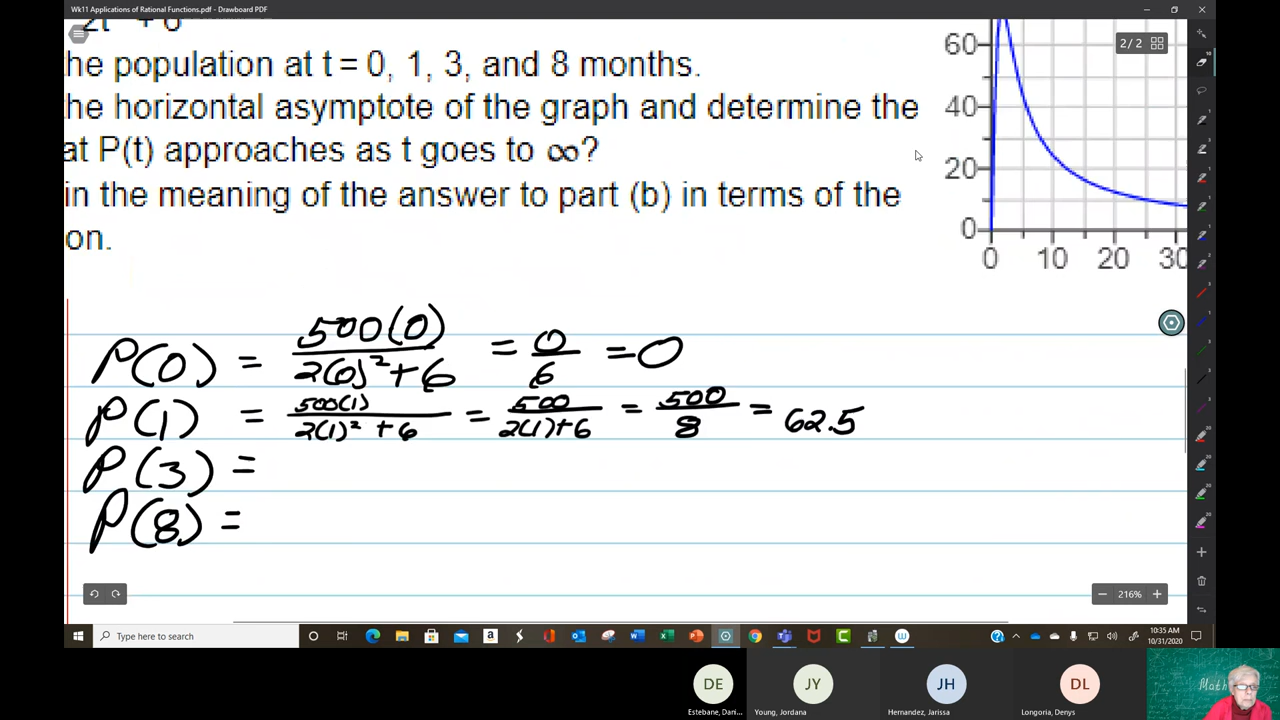 Wk11 Applications of Rational Functions.pdf - Drawboard PDF
2/2
the population at t = 0, 1, 3, and 8 months.
the horizontal asymptote of the graph and determine the
at P(t) approaches as t goes to ∞?
in the meaning of the answer to part (b) in terms of the
on.
60
40
20
0
0 10 20 30
P(0) = 500(0) / 2(0)² + 6 = 0/6 = 0
P(1) = 500(1) / 2(1)² + 6 = 500 / 2(1)+6 = 500/8 = 62.5
P(3) =
P(8) =
216%
Type here to search
10:35 AM
10/31/2020
DE
JY
JH
DL
Estebane, Dani...
Young, Jordana
Hernandez, Jarissa
Longoria, Denys
Math